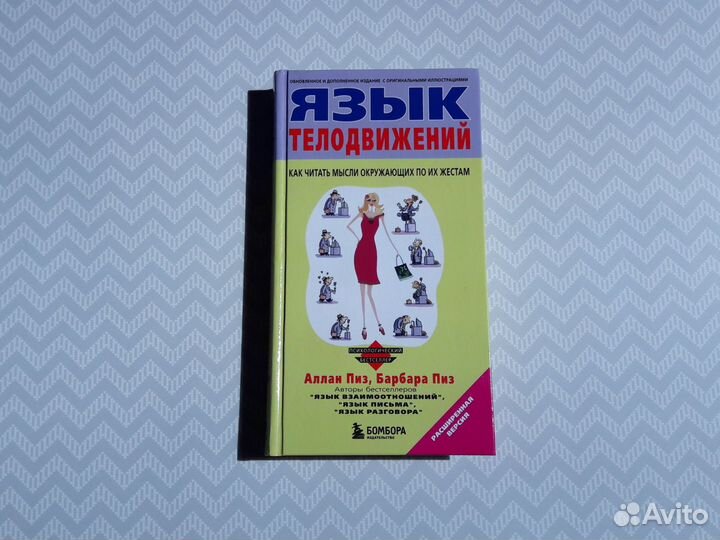 ОБНОВЛЕННОЕ И ДОПОЛНЕННОЕ ИЗДАНИЕ С ОРИГИНАЛЬНЫМИ ИЛЛЮСТРАЦИЯМИ
ЯЗЫК
ТЕЛОДВИЖЕНИЙ
КАК ЧИТАТЬ МЫСЛИ ОКРУЖАЮЩИХ ПО ИХ ЖЕСТАМ
ПСИХОЛОГИЧЕСКИЙ
БЕСТСЕЛЛЕР
Аллан Пиз, Барбара Пиз
Авторы бестселлеров
"ЯЗЫК ВЗАИМООТНОШЕНИЙ",
"ЯЗЫК ПИСЬМА",
"ЯЗЫК РАЗГОВОРА"
БОМБОРА
ИЗДАТЕЛЬСТВО
РАСШИРЕННАЯ
ВЕРСИЯ
Avito